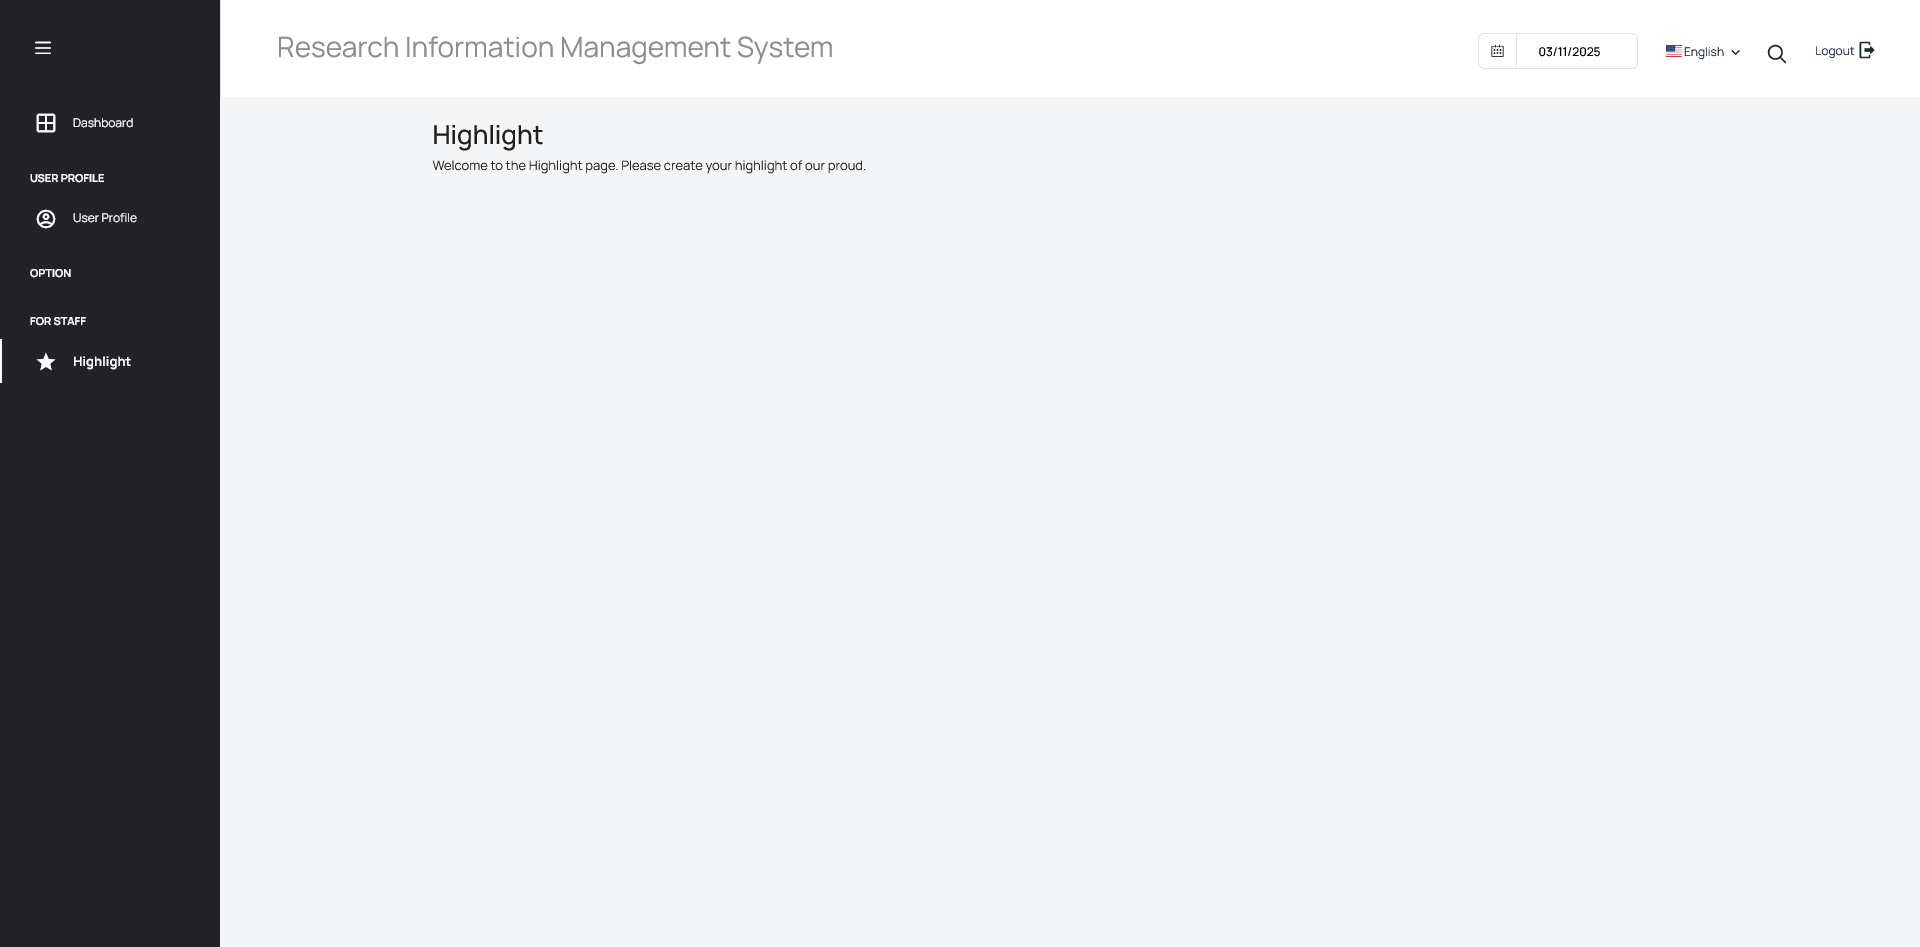 Research Information Management System
03/11/2025
English
Logout
Dashboard
USER PROFILE
User Profile
OPTION
FOR STAFF
Highlight
Highlight
Welcome to the Highlight page. Please create your highlight of our proud.